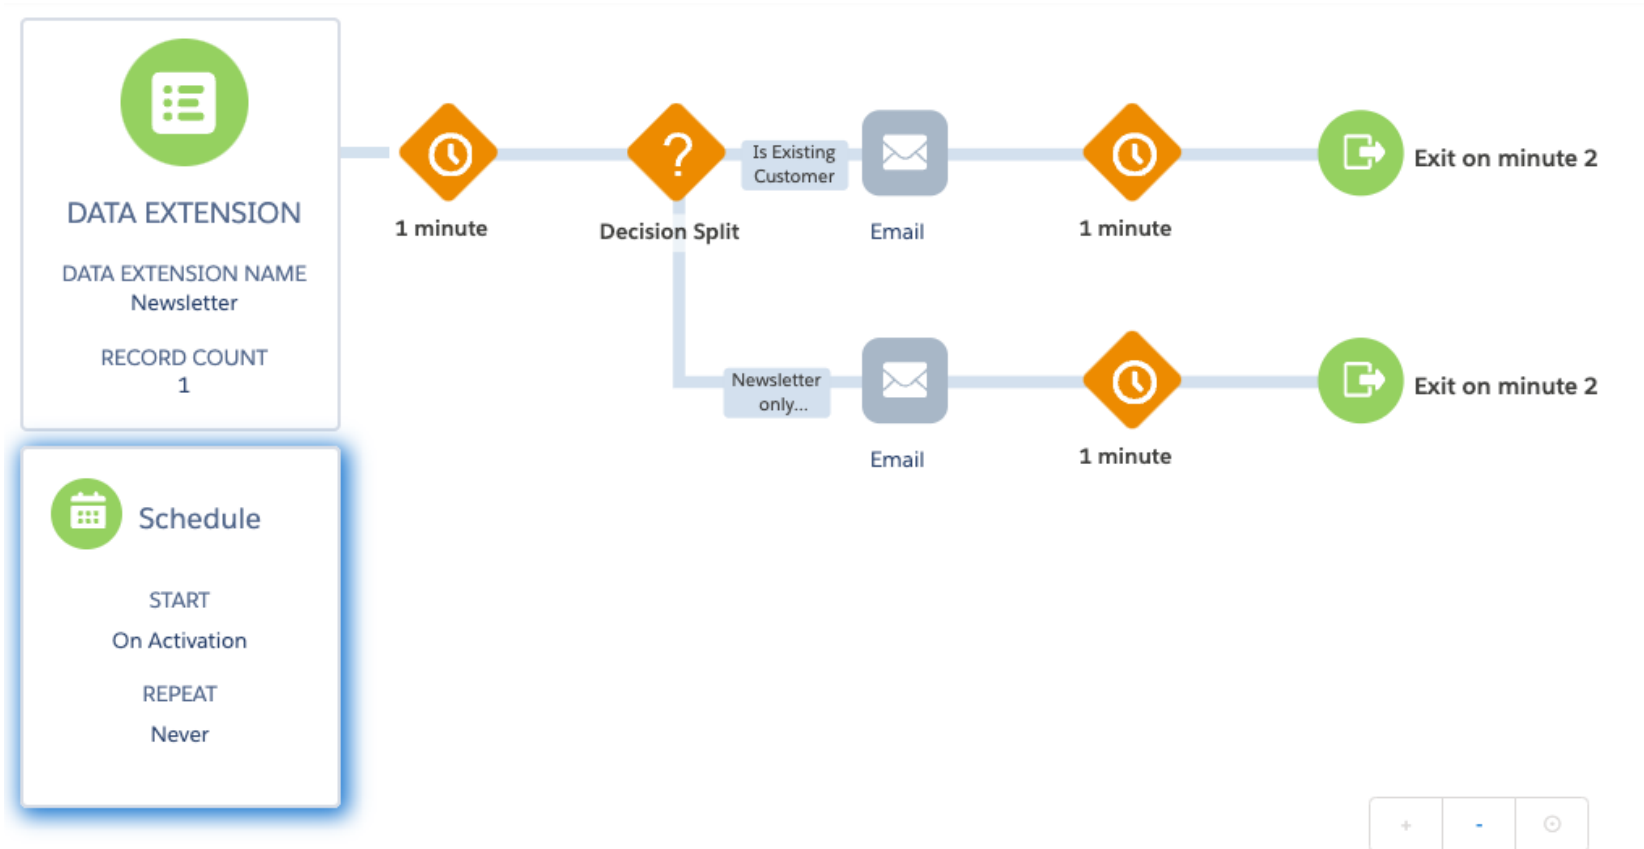 DATA EXTENSION
DATA EXTENSION NAME
Newsletter
RECORD COUNT
1
1 minute
Decision Split
Is Existing
Customer
Email
1 minute
Exit on minute 2
Newsletter
only...
Email
1 minute
Exit on minute 2
Schedule
START
On Activation
REPEAT
Never
+
-